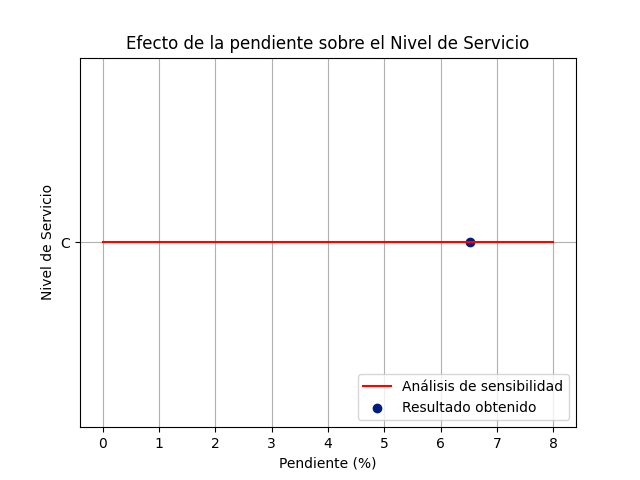 Efecto de la pendiente sobre el Nivel de Servicio
Nivel de Servicio
C
Análisis de sensibilidad
Resultado obtenido
0 1 2 3 4 5 6 7 8
Pendiente (%)